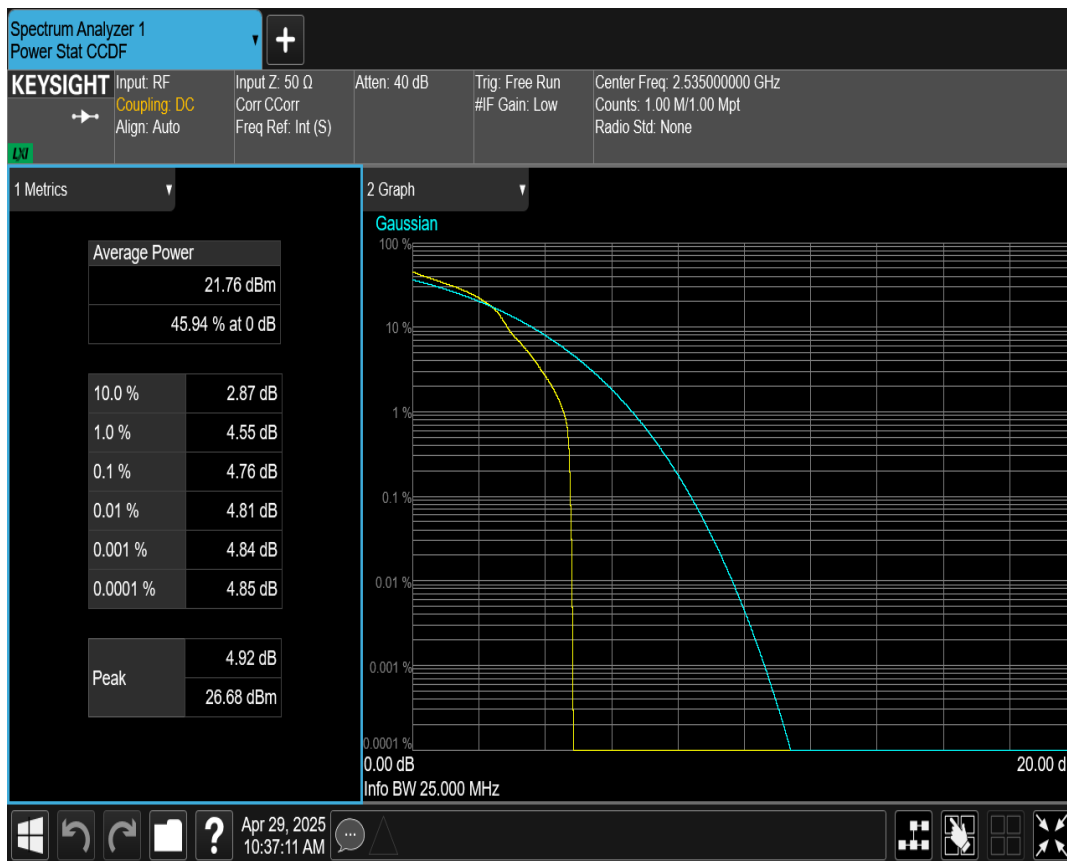 Spectrum Analyzer 1
Power Stat CCDF
KEYSIGHT
Input: RF
Coupling: DC
Align: Auto
Input Z: 50 Ω
Corr CCorr
Freq Ref: Int (S)
Atten: 40 dB
Trig: Free Run
#IF Gain: Low
Center Freq: 2.535000000 GHz
Counts: 1.00 M/1.00 Mpt
Radio Std: None
LXI
1 Metrics
Average Power
21.76 dBm
45.94 % at 0 dB
10.0 % 2.87 dB
1.0 % 4.55 dB
0.1 % 4.76 dB
0.01 % 4.81 dB
0.001 % 4.84 dB
0.0001 % 4.85 dB
Peak
4.92 dB
26.68 dBm
2 Graph
Gaussian
100 %
10 %
1 %
0.1 %
0.01 %
0.001 %
0.0001 %
0.00 dB 20.00 d
Info BW 25.000 MHz
?
Apr 29, 2025
10:37:11 AM